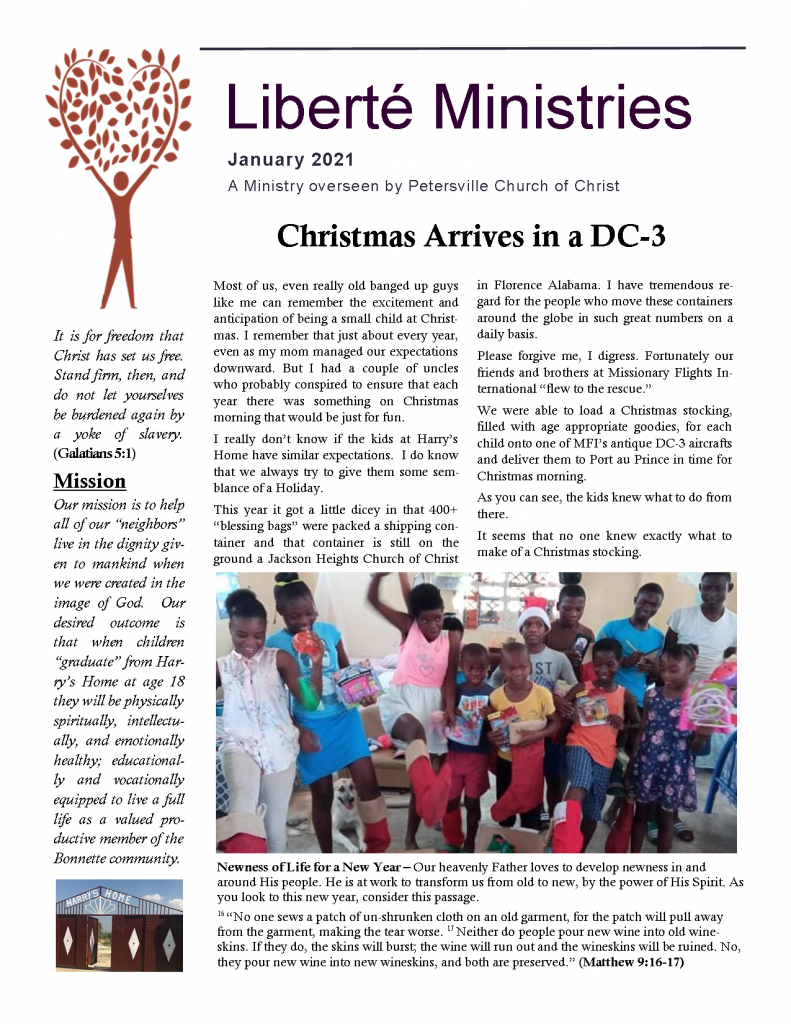 Liberté Ministries
January 2021
A Ministry overseen by Petersville Church of Christ
Christmas Arrives in a DC-3
It is for freedom that
Christ has set us free.
Stand firm, then, and
do not let yourselves
be burdened again by
a yoke of slavery.
(Galatians 5:1)
Mission
Our mission is to help
all of our “neighbors”
live in the dignity giv-
en to mankind when
we were created in the
image of God. Our
desired outcome is
that when children
“graduate” from Har-
ry’s Home at age 18
they will be physically
spiritually, intellectu-
ally, and emotionally
healthy; educational-
ly and vocationally
equipped to live a full
life as a valued pro-
ductive member of the
Bonnette community.
HARRY'S HOME
Most of us, even really old banged up guys
like me can remember the excitement and
anticipation of being a small child at Christ-
mas. I remember that just about every year,
even as my mom managed our expectations
downward. But I had a couple of uncles
who probably conspired to ensure that each
year there was something on Christmas
morning that would be just for fun.
I really don’t know if the kids at Harry’s
Home have similar expectations. I do know
that we always try to give them some sem-
blance of a Holiday.
This year it got a little dicey in that 400+
“blessing bags” were packed a shipping con-
tainer and that container is still on the
ground a Jackson Heights Church of Christ
in Florence Alabama. I have tremendous re-
gard for the people who move these containers
around the globe in such great numbers on a
daily basis.
Please forgive me, I digress. Fortunately our
friends and brothers at Missionary Flights In-
ternational “flew to the rescue.”
We were able to load a Christmas stocking,
filled with age appropriate goodies, for each
child onto one of MFI’s antique DC-3 aircrafts
and deliver them to Port au Prince in time for
Christmas morning.
As you can see, the kids knew what to do from
there.
It seems that no one knew exactly what to
make of a Christmas stocking.
Newness of Life for a New Year – Our heavenly Father loves to develop newness in and
around His people. He is at work to transform us from old to new, by the power of His Spirit. As
you look to this new year, consider this passage.
16 “No one sews a patch of un-shrunken cloth on an old garment, for the patch will pull away
from the garment, making the tear worse. 17 Neither do people pour new wine into old wine-
skins. If they do, the skins will burst; the wine will run out and the wineskins will be ruined. No,
they pour new wine into new wineskins, and both are preserved.” (Matthew 9:16-17)